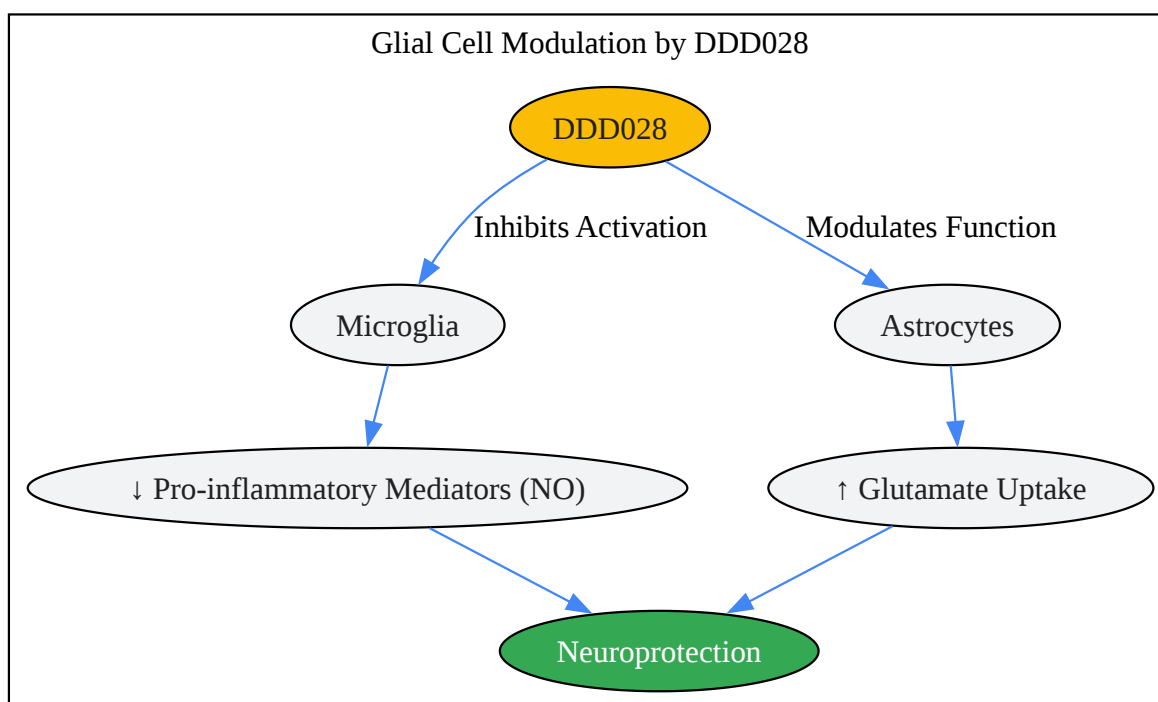 Glial Cell Modulation by DDD028
DDD028
Inhibits Activation
Modulates Function
Microglia
Astrocytes
↓ Pro-inflammatory Mediators (NO)
↑ Glutamate Uptake
Neuroprotection